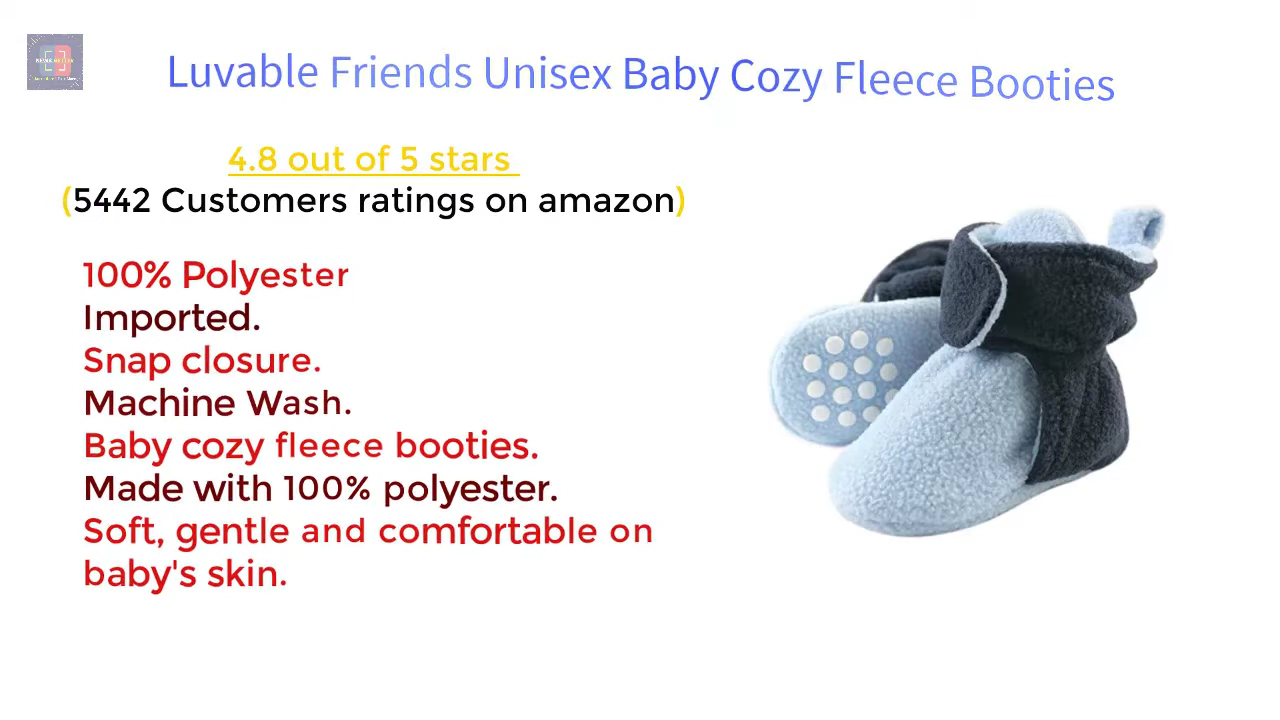 Luvable Friends Unisex Baby Cozy Fleece Booties
4.8 out of 5 stars
(5442 Customers ratings on amazon)
100% Polyester
Imported.
Snap closure.
Machine Wash.
Baby cozy fleece booties.
Made with 100% polyester.
Soft, gentle and comfortable on
baby's skin.